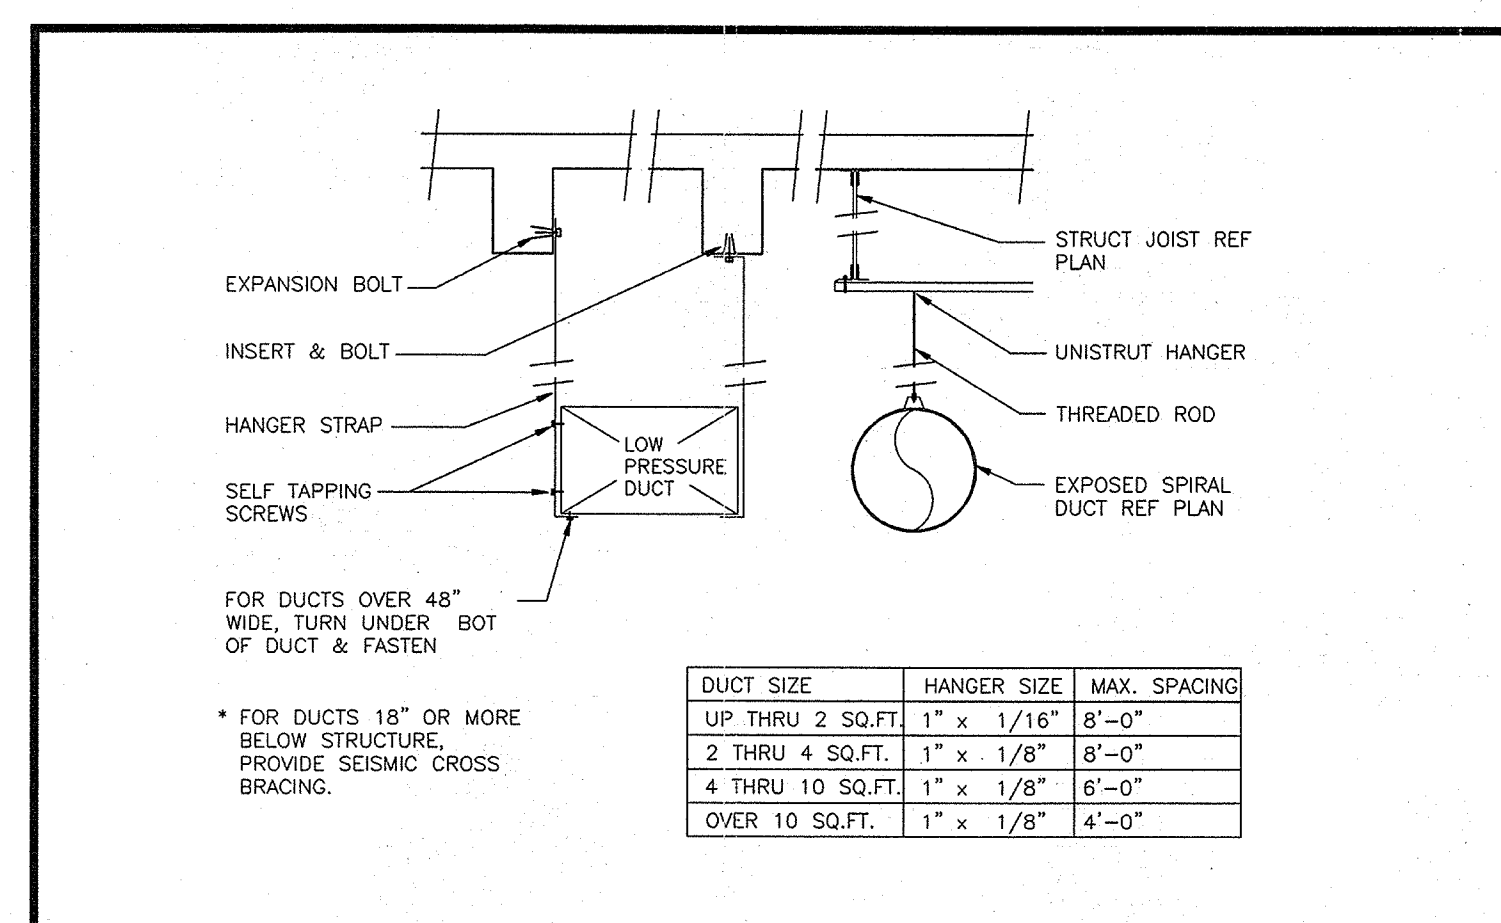 EXPANSION BOLT
INSERT & BOLT
HANGER STRAP
SELF TAPPING
SCREWS
FOR DUCTS OVER 48"
WIDE, TURN UNDER BOT
OF DUCT & FASTEN
* FOR DUCTS 18" OR MORE
BELOW STRUCTURE,
PROVIDE SEISMIC CROSS
BRACING.
LOW
PRESSURE
DUCT
STRUCT JOIST REF
PLAN
UNISTRUT HANGER
THREADED ROD
EXPOSED SPIRAL
DUCT REF PLAN
DUCT SIZE HANGER SIZE MAX. SPACING
UP THRU 2 SQ.FT. 1" x 1/16" 8'-0"
2 THRU 4 SQ.FT. 1" x 1/8" 8'-0"
4 THRU 10 SQ.FT. 1" x 1/8" 6'-0"
OVER 10 SQ.FT. 1" x 1/8" 4'-0"